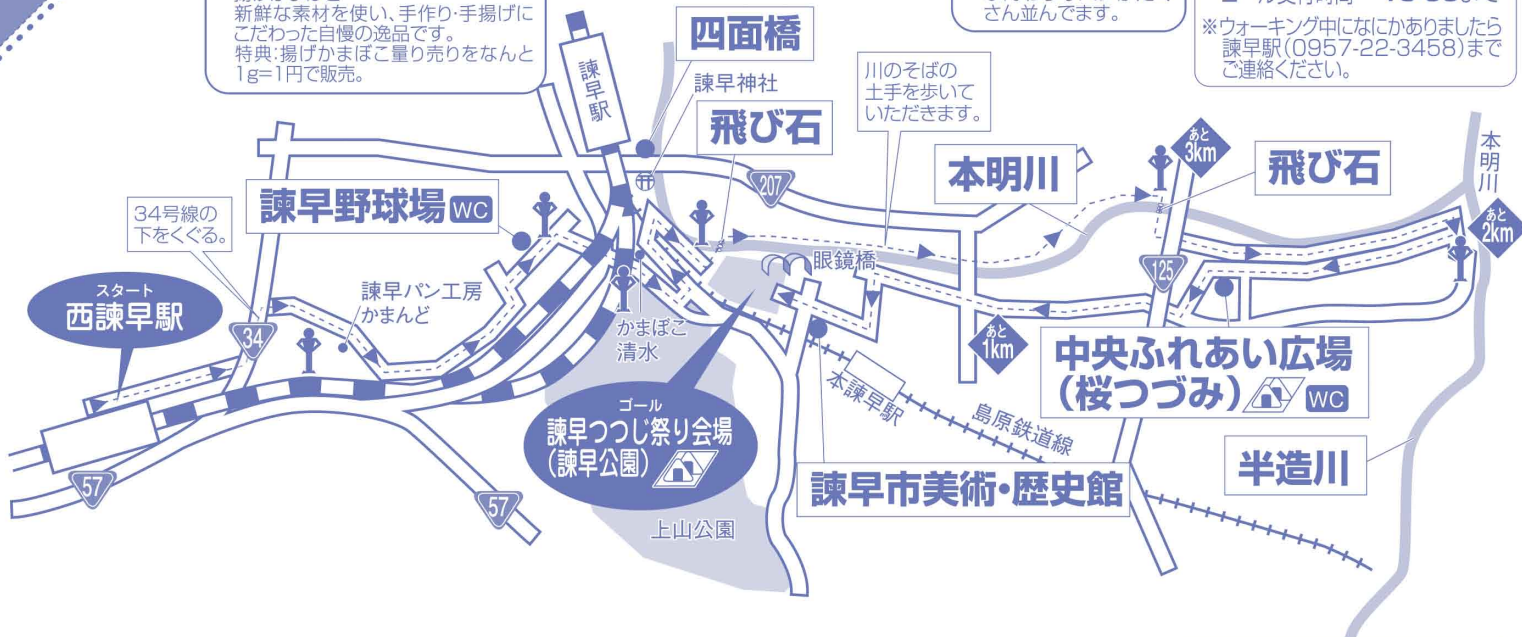 新鮮な素材を使い、手作り・手揚げに
こだわった自慢の逸品です。
特典：揚げかまぼこ量り売りをなんと
1g=1円で販売。
さん並んでます。
※ウォーキング中になにかありましたら
諫早駅(0957-22-3458)まで
ご連絡ください。
四面橋
諫早駅
諫早神社
飛び石
川のそばの
土手を歩いて
いただきます。
本明川
あと
3km
飛び石
本明川
207
34号線の
下をくぐる。
諫早野球場 WC
あと
2km
眼鏡橋
125
スタート
西諫早駅
諫早パン工房
かまんど
34
かまぼこ
清水
あと
1km
中央ふれあい広場
(桜つづみ) WC
ゴール
諫早つつじ祭り会場
(諫早公園)
本諫早駅
島原鉄道線
半造川
諫早市美術・歴史館
57
57
上山公園